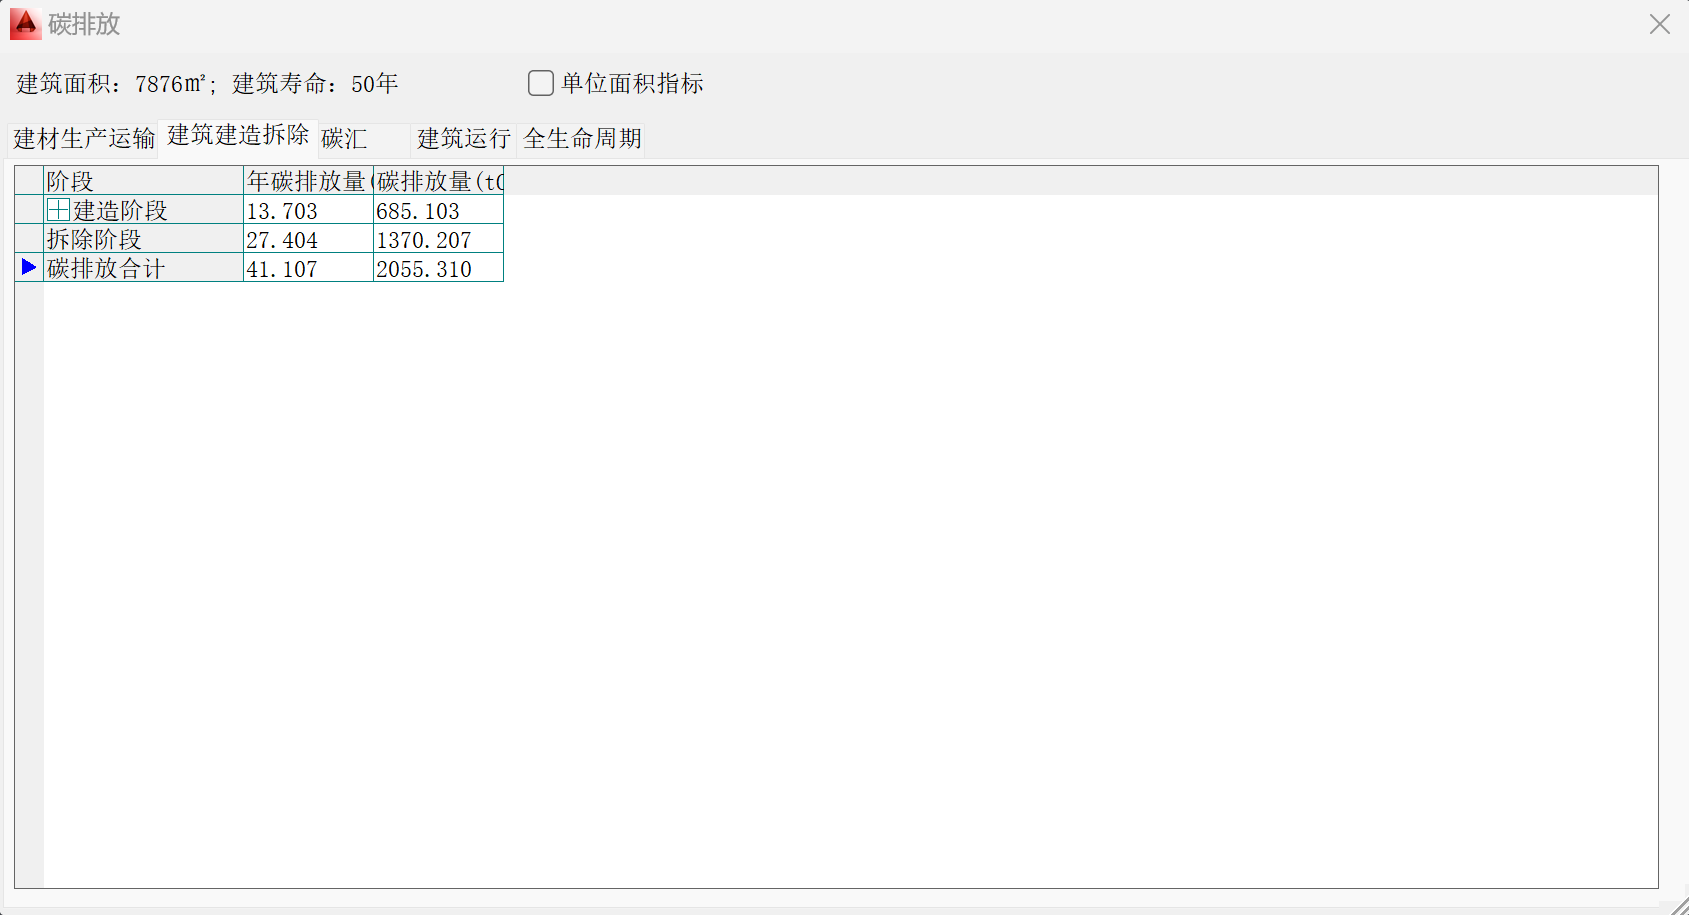 碳排放
建筑面积：7876㎡；建筑寿命：50年 单位面积指标
建材生产运输 建筑建造拆除 碳汇 建筑运行 全生命周期
阶段 年碳排放量( 碳排放量(tC
建造阶段 13.703 685.103
拆除阶段 27.404 1370.207
碳排放合计 41.107 2055.310